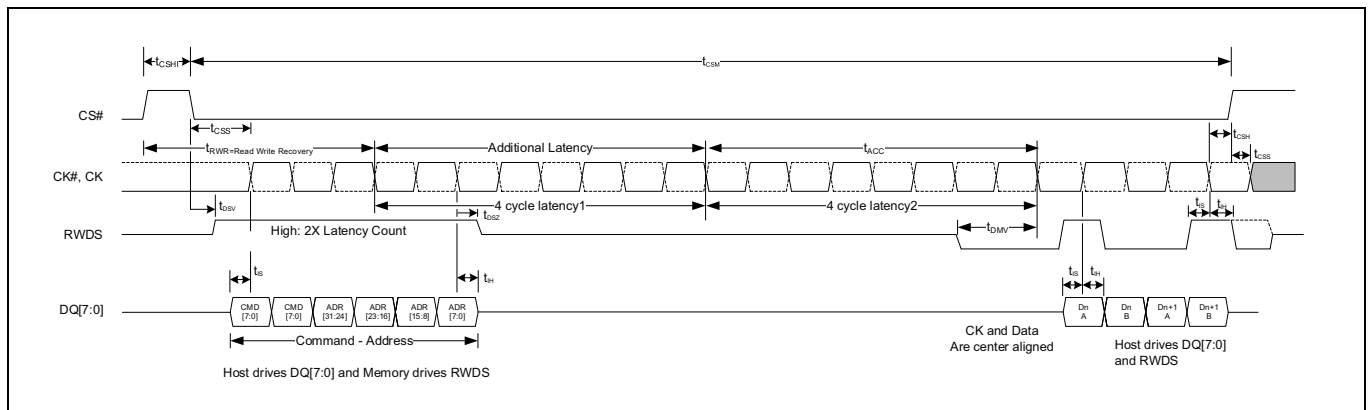 tCSHI
tCSM
CS#
tCSS
tCSH
tRWR=Read Write Recovery
Additional Latency
tACC
tCSS
CK#, CK
tDSV
4 cycle latency1
tDSZ
4 cycle latency2
High: 2X Latency Count
tIS
tIH
RWDS
tDMV
tIS
tIH
tIS
tIH
DQ[7:0]
CMD
[7:0]
CMD
[7:0]
ADR
[31:24]
ADR
[23:16]
ADR
[15:8]
ADR
[7:0]
Dn
A
Dn
B
Dn+1
A
Dn+1
B
Command - Address
CK and Data
Are center aligned
Host drives DQ[7:0]
and RWDS
Host drives DQ[7:0] and Memory drives RWDS